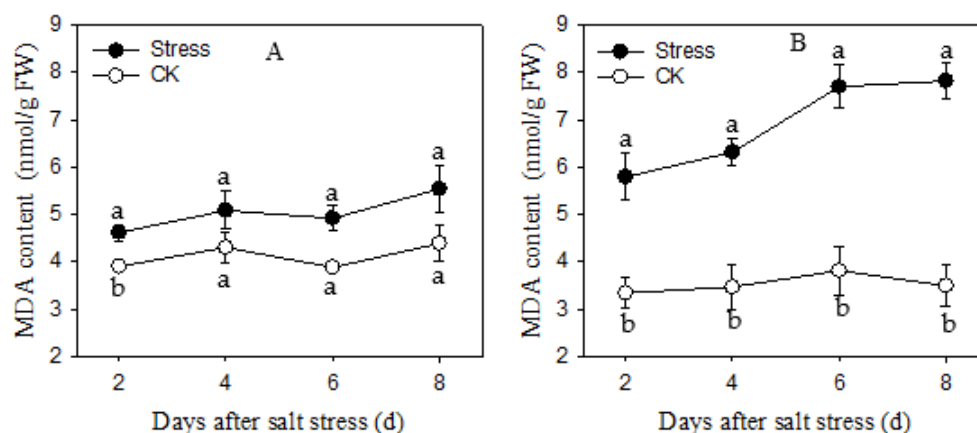 MDA content (nmol/g FW)
9
8
7
6
5
4
3
2
Stress
CK
A
a
a
a
a
b
a
a
a
2
4
6
8
Days after salt stress (d)
MDA content (nmol/g FW)
9
8
7
6
5
4
3
2
Stress
CK
B
a
a
a
a
b
b
b
b
2
4
6
8
Days after salt stress (d)